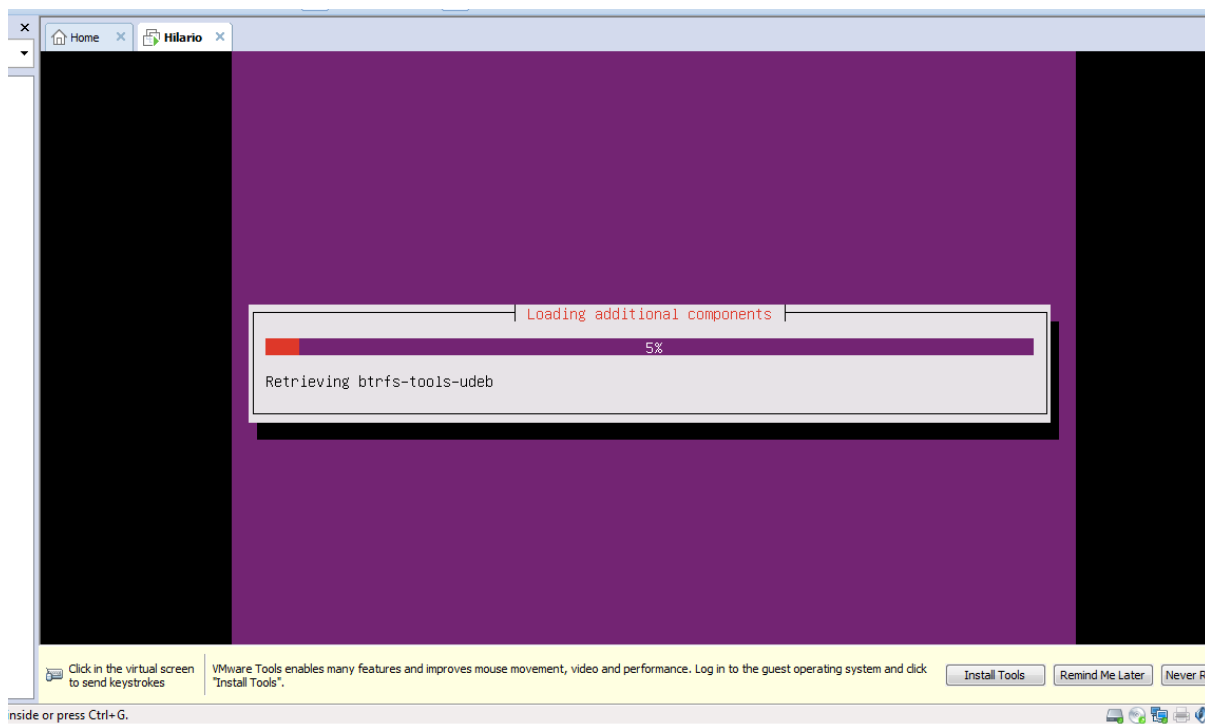 Home
Hilario
Loading additional components
5%
Retrieving btrfs-tools-udeb
Click in the virtual screen
to send keystrokes
VMware Tools enables many features and improves mouse movement, video and performance. Log in to the guest operating system and click
"Install Tools".
Install Tools
Remind Me Later
Never R
inside or press Ctrl+G.